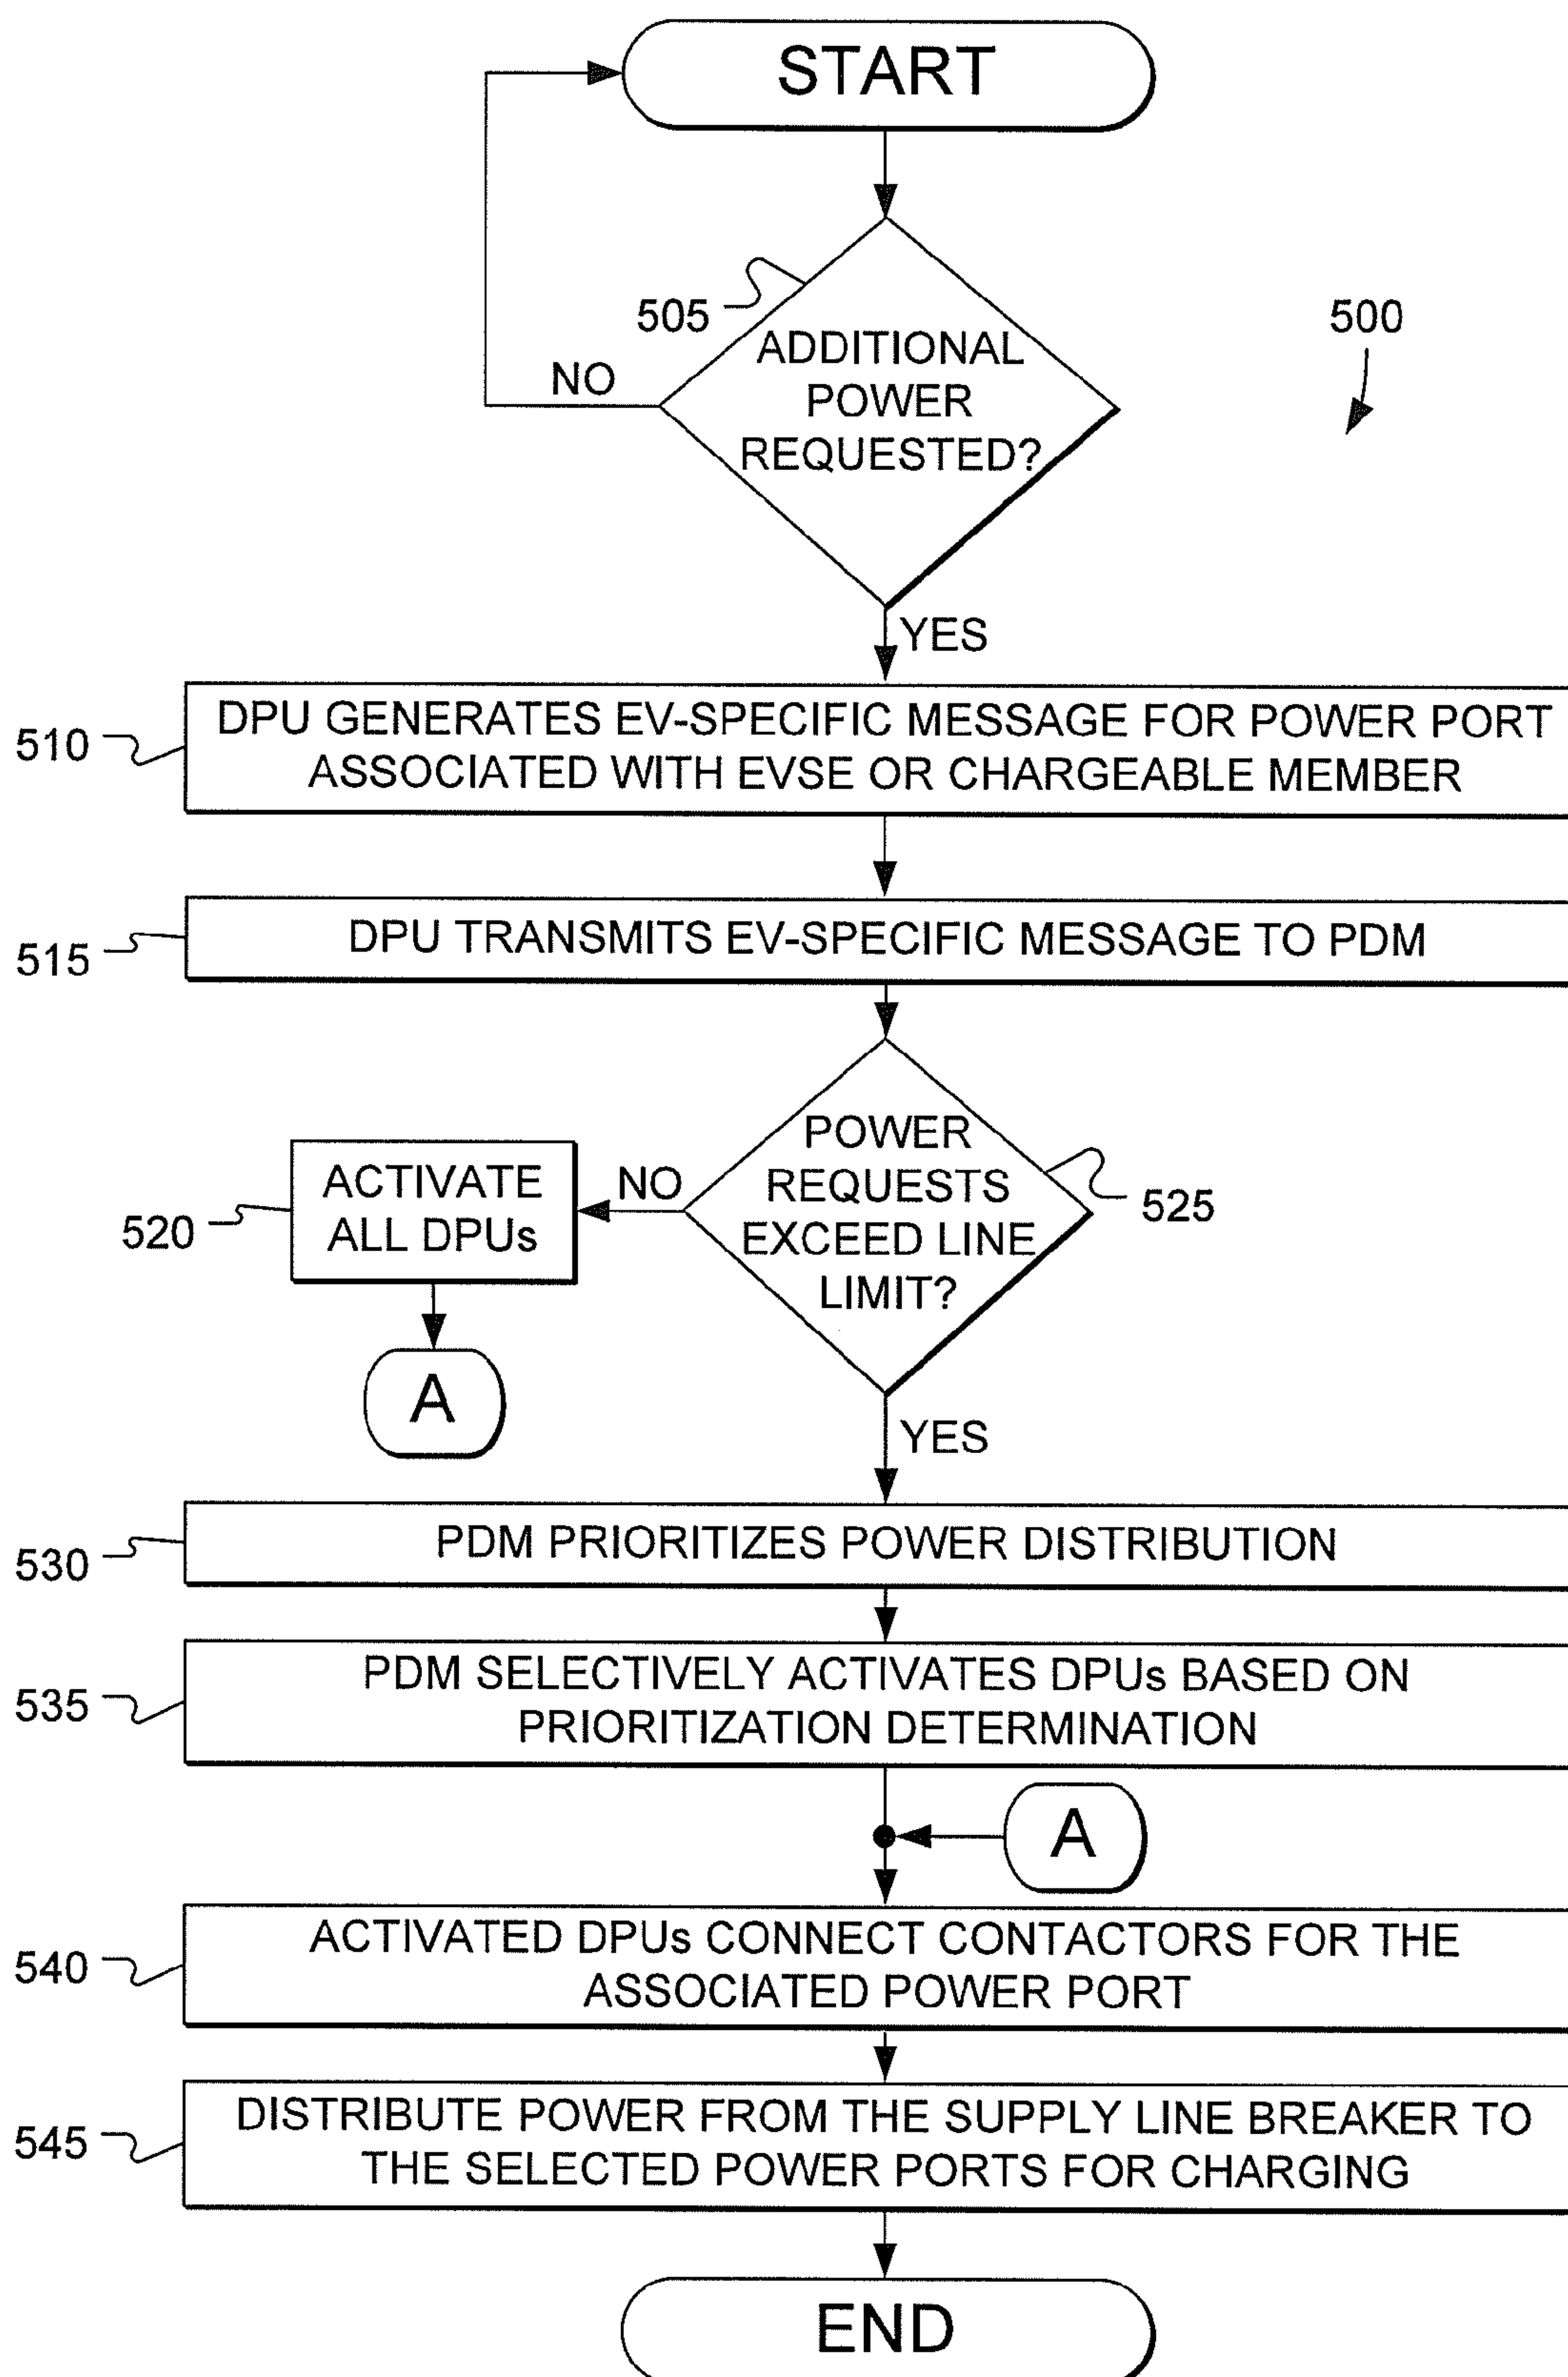 START
505
ADDITIONAL
POWER
REQUESTED?
500
NO
YES
510
DPU GENERATES EV-SPECIFIC MESSAGE FOR POWER PORT
ASSOCIATED WITH EVSE OR CHARGEABLE MEMBER
515
DPU TRANSMITS EV-SPECIFIC MESSAGE TO PDM
POWER
REQUESTS
EXCEED LINE
LIMIT?
525
NO
520
ACTIVATE
ALL DPUs
A
YES
530
PDM PRIORITIZES POWER DISTRIBUTION
535
PDM SELECTIVELY ACTIVATES DPUs BASED ON
PRIORITIZATION DETERMINATION
A
540
ACTIVATED DPUs CONNECT CONTACTORS FOR THE
ASSOCIATED POWER PORT
545
DISTRIBUTE POWER FROM THE SUPPLY LINE BREAKER TO
THE SELECTED POWER PORTS FOR CHARGING
END